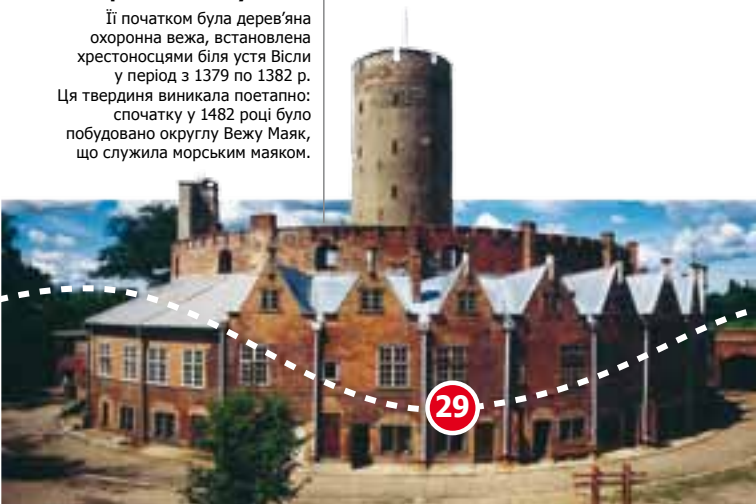 Її початком була дерев’яна
охоронна вежа, встановлена
хрестоносцями біля устя Вісли
у період з 1379 по 1382 р.
Ця твердиня виникала поетапно:
спочатку у 1482 році було
побудовано округлу Вежу Маяк,
що служила морським маяком.
29